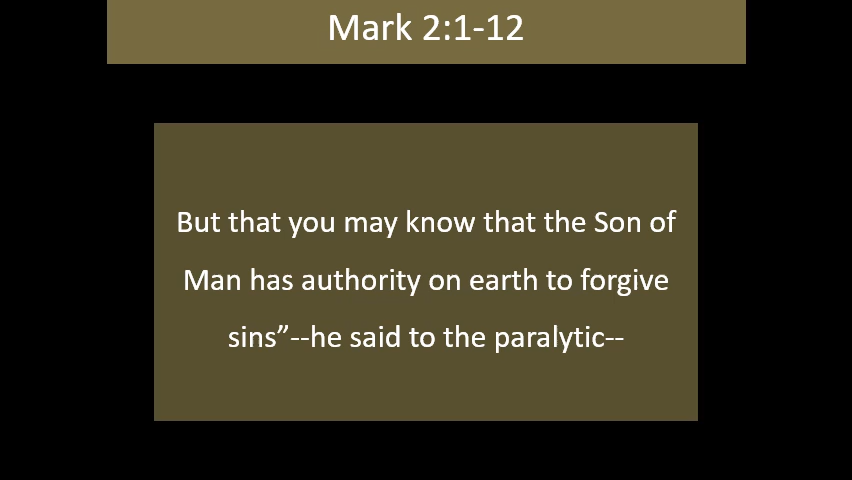 Mark 2:1-12
But that you may know that the Son of
Man has authority on earth to forgive
sins”--he said to the paralytic--